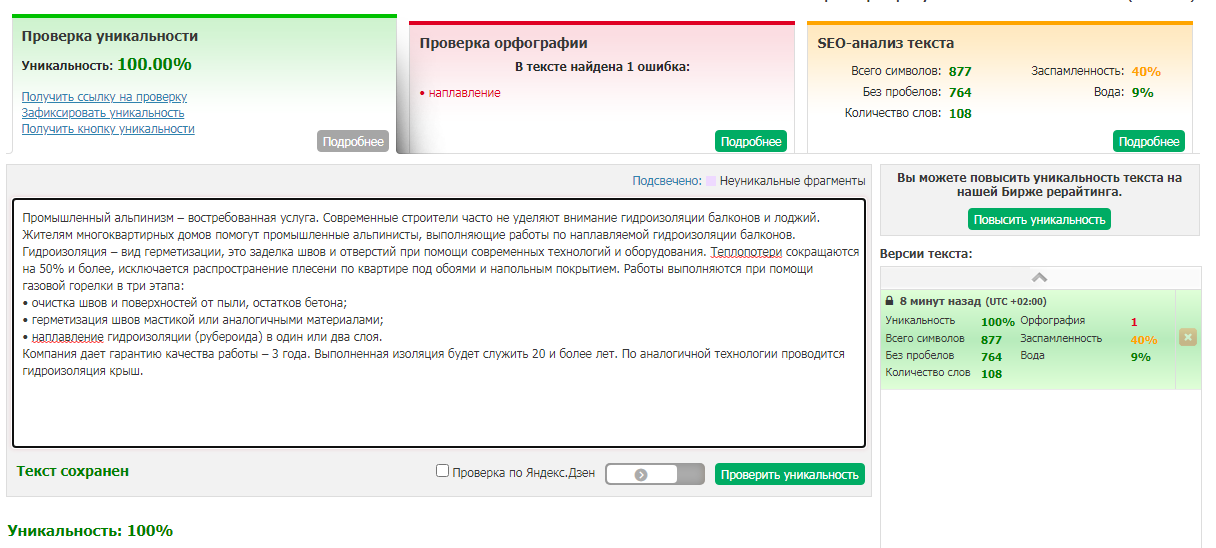 Проверка уникальности
Уникальность: 100.00%
Получить ссылку на проверку
Зафиксировать уникальность
Получить кнопку уникальности
Подробнее
Проверка орфографии
В тексте найдена 1 ошибка:
• наплавление
Подробнее
SEO-анализ текста
Всего символов: 877 Заспамленность: 40%
Без пробелов: 764 Вода: 9%
Количество слов: 108
Подробнее
Подсвечено: Неуникальные фрагменты
Промышленный альпинизм – востребованная услуга. Современные строители часто не уделяют внимание гидроизоляции балконов и лоджий.
Жителям многоквартирных домов помогут промышленные альпинисты, выполняющие работы по наплавляемой гидроизоляции балконов.
Гидроизоляция – вид герметизации, это заделка швов и отверстий при помощи современных технологий и оборудования. Теплопотери сокращаются
на 50% и более, исключается распространение плесени по квартире под обоями и напольным покрытием. Работы выполняются при помощи
газовой горелки в три этапа:
• очистка швов и поверхностей от пыли, остатков бетона;
• герметизация швов мастикой или аналогичными материалами;
• наплавление гидроизоляции (рубероида) в один или два слоя.
Компания дает гарантию качества работы – 3 года. Выполненная изоляция будет служить 20 и более лет. По аналогичной технологии проводится
гидроизоляция крыш.
Текст сохранен
Проверка по Яндекс.Дзен
Проверить уникальность
Уникальность: 100%
Вы можете повысить уникальность текста на
нашей Бирже рерайтинга.
Повысить уникальность
Версии текста:
8 минут назад (UTC +02:00)
Уникальность 100% Орфография 1
Всего символов 877 Заспамленность 40%
Без пробелов 764 Вода 9%
Количество слов 108